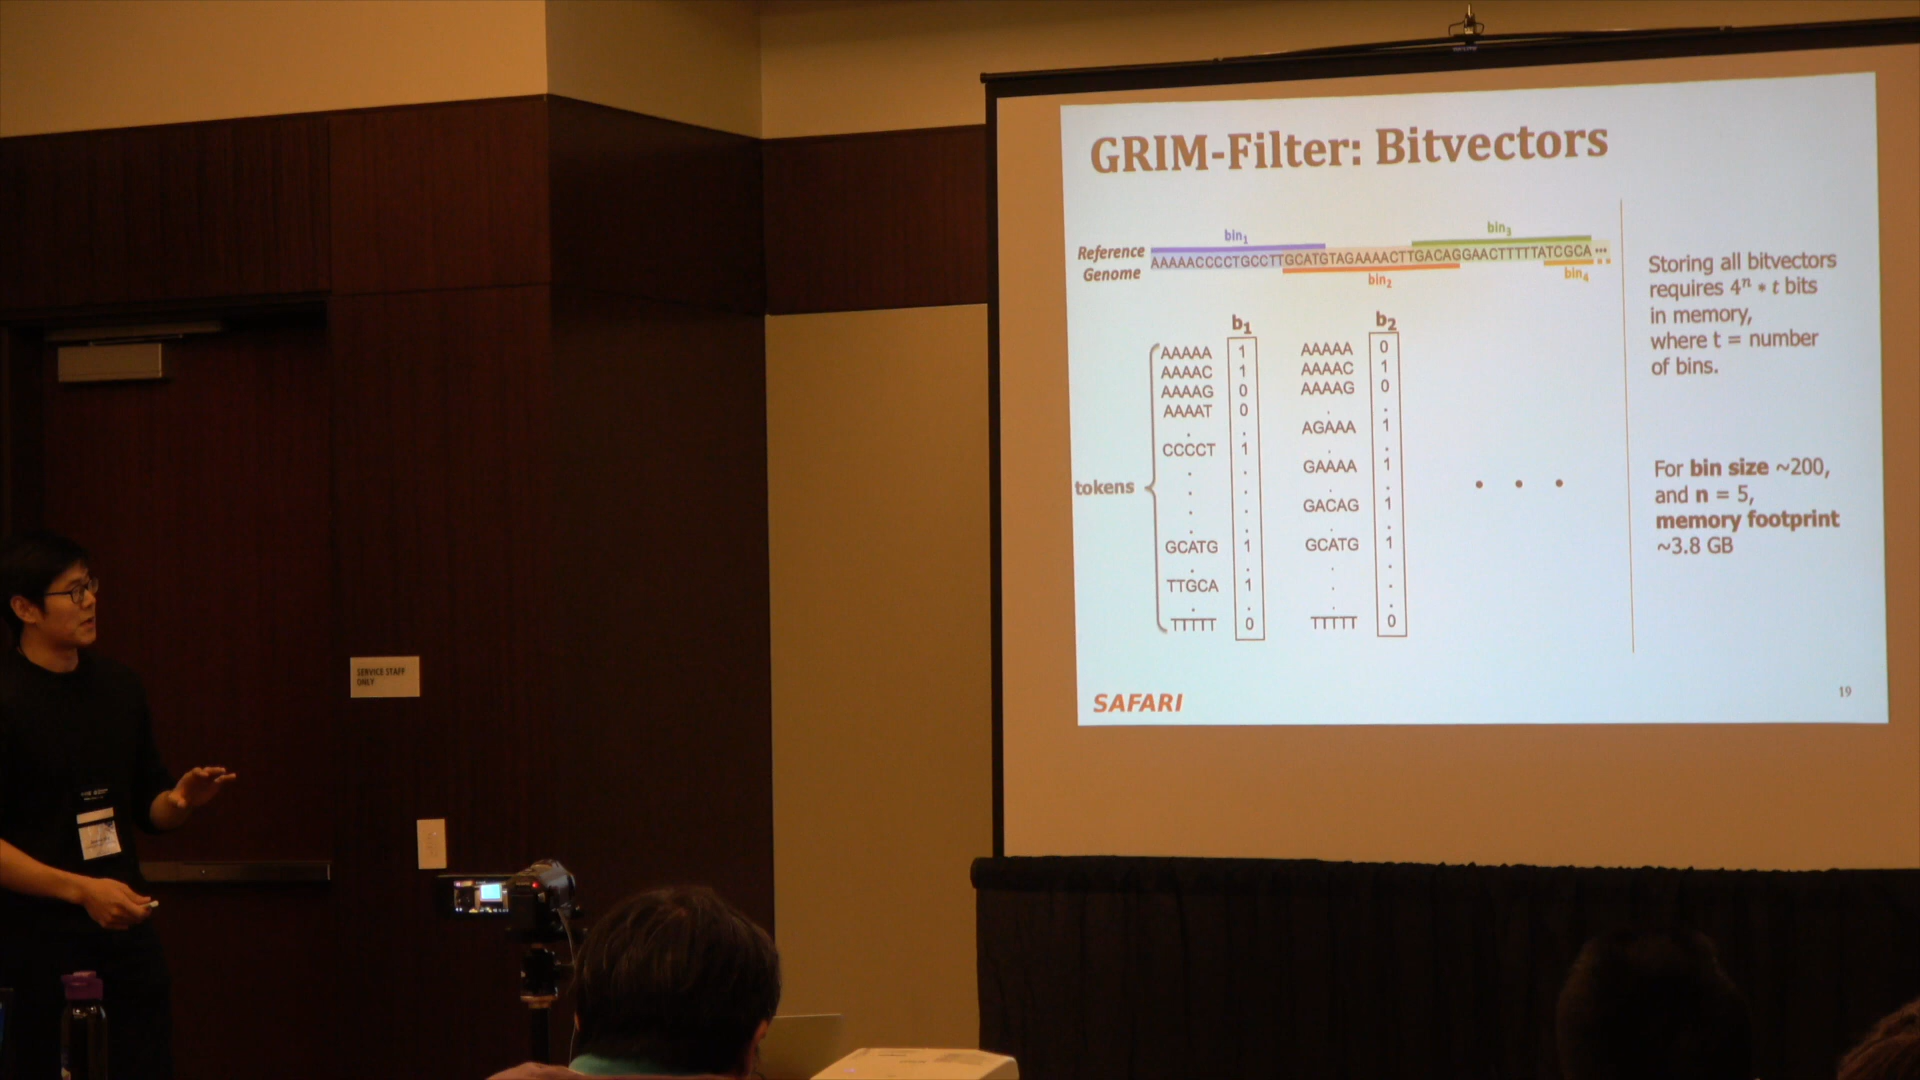 GRIM-Filter: Bitvectors
bin1
bin3
Reference
Genome
AAAAACCCCTGCCTTGCATGTAGAAAACTTGACAGGAACTTTTTATCGCA ...
bin2
bin4
b1
b2
AAAAA 1
AAAAC 1
AAAAG 0
AAAAT 0
CCCCT 1
tokens
GCATG 1
TTGCA 1
TTTTT 0
AAAAA 0
AAAAC 1
AAAAG 0
AGAAA 1
GAAAA 1
GACAG 1
GCATG 1
TTTTT 0
Storing all bitvectors
requires 4ⁿ * t bits
in memory,
where t = number
of bins.
For bin size ~200,
and n = 5,
memory footprint
~3.8 GB
SAFARI
19
SERVICE STAFF
ONLY